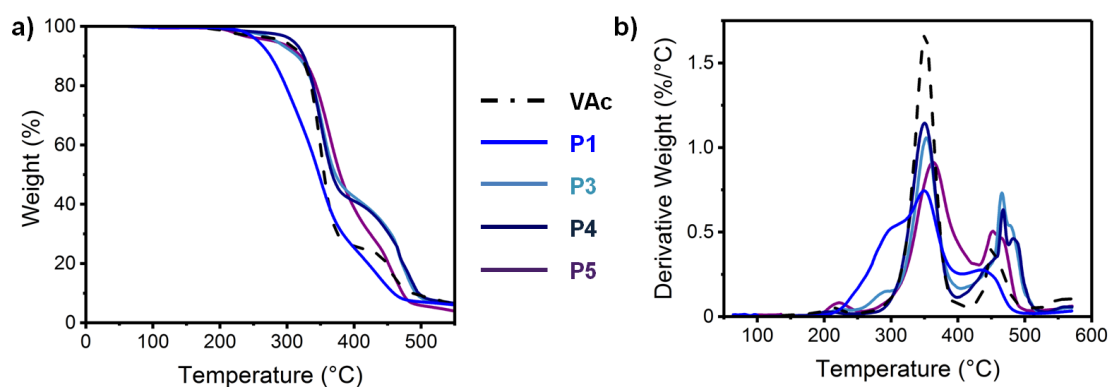 a)
Weight (%)
100
80
60
40
20
0
0 100 200 300 400 500
Temperature (°C)
VAc
P1
P3
P4
P5
b)
Derivative Weight (%/°C)
1.5
1.0
0.5
0.0
100 200 300 400 500 600
Temperature (°C)